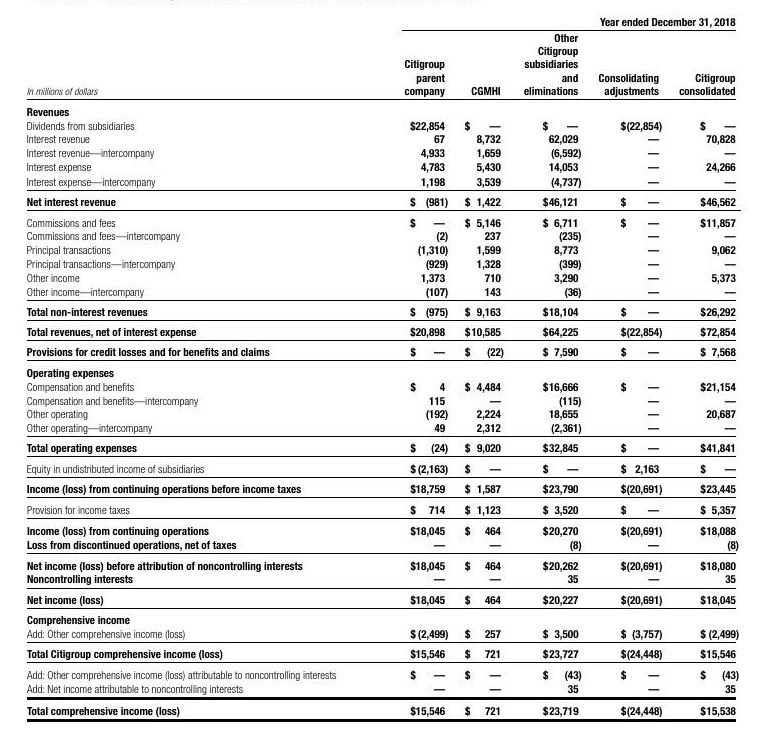 Year ended December 31, 2018
Other
Citigroup
Citigroup subsidiaries
parent and Consolidating Citigroup
In millions of dollars company CGMHI eliminations adjustments consolidated
Revenues
Dividends from subsidiaries $22,854 $ — $ — $(22,854) $ —
Interest revenue 67 8,732 62,029 — 70,828
Interest revenue—intercompany 4,933 1,659 (6,592) — —
Interest expense 4,783 5,430 14,053 — 24,266
Interest expense—intercompany 1,198 3,539 (4,737) — —
Net interest revenue $ (981) $ 1,422 $46,121 $ — $46,562
Commissions and fees $ — $ 5,146 $ 6,711 $ — $11,857
Commissions and fees—intercompany (2) 237 (235) — —
Principal transactions (1,310) 1,599 8,773 — 9,062
Principal transactions—intercompany (929) 1,328 (399) — —
Other income 1,373 710 3,290 — 5,373
Other income—intercompany (107) 143 (36) — —
Total non-interest revenues $ (975) $ 9,163 $18,104 $ — $26,292
Total revenues, net of interest expense $20,898 $10,585 $64,225 $(22,854) $72,854
Provisions for credit losses and for benefits and claims $ — $ (22) $ 7,590 $ — $ 7,568
Operating expenses
Compensation and benefits $ 4 $ 4,484 $16,666 $ — $21,154
Compensation and benefits—intercompany 115 — (115) — —
Other operating (192) 2,224 18,655 — 20,687
Other operating—intercompany 49 2,312 (2,361) — —
Total operating expenses $ (24) $ 9,020 $32,845 $ — $41,841
Equity in undistributed income of subsidiaries $ (2,163) $ — $ — $ 2,163 $ —
Income (loss) from continuing operations before income taxes $18,759 $ 1,587 $23,790 $(20,691) $23,445
Provision for income taxes $ 714 $ 1,123 $ 3,520 $ — $ 5,357
Income (loss) from continuing operations $18,045 $ 464 $20,270 $(20,691) $18,088
Loss from discontinued operations, net of taxes — — (8) — (8)
Net income (loss) before attribution of noncontrolling interests $18,045 $ 464 $20,262 $(20,691) $18,080
Noncontrolling interests — — 35 — 35
Net income (loss) $18,045 $ 464 $20,227 $(20,691) $18,045
Comprehensive income
Add: Other comprehensive income (loss) $ (2,499) $ 257 $ 3,500 $ (3,757) $ (2,499)
Total Citigroup comprehensive income (loss) $15,546 $ 721 $23,727 $(24,448) $15,546
Add: Other comprehensive income (loss) attributable to noncontrolling interests $ — $ — $ (43) $ — $ (43)
Add: Net income attributable to noncontrolling interests — — 35 — 35
Total comprehensive income (loss) $15,546 $ 721 $23,719 $(24,448) $15,538